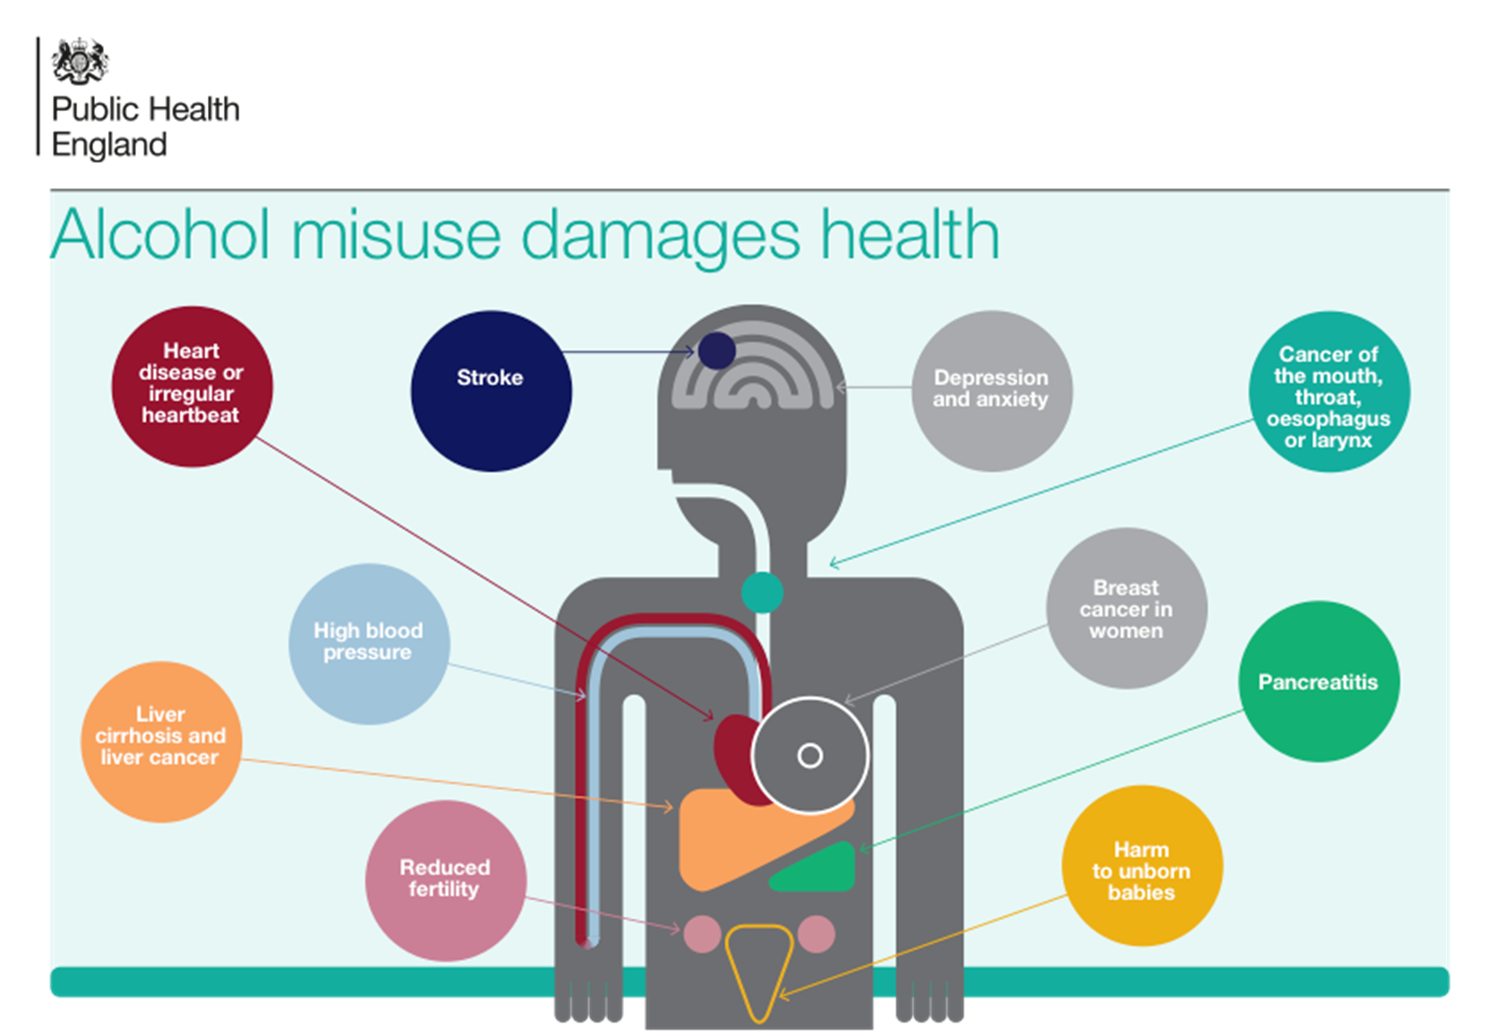 Public Health
England
Alcohol misuse damages health
Heart
disease or
irregular
heartbeat
Stroke
Depression
and anxiety
Cancer of
the mouth,
throat,
oesophagus
or larynx
High blood
pressure
Breast
cancer in
women
Liver
cirrhosis and
liver cancer
Pancreatitis
Reduced
fertility
Harm
to unborn
babies